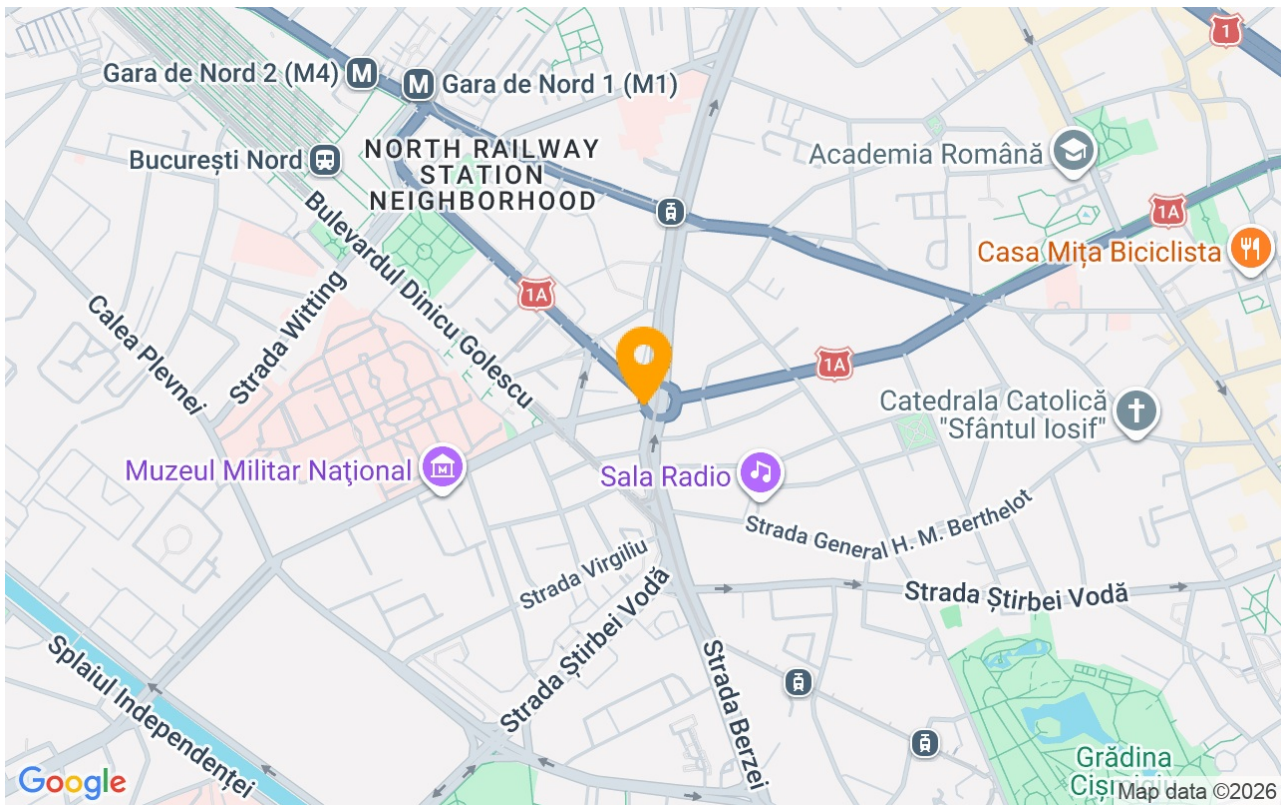 1
Gara de Nord 2 (M4)
M
M
Gara de Nord 1 (M1)
București Nord
NORTH RAILWAY
STATION
NEIGHBORHOOD
Academia Română
1A
Casa Mița Biciclista
Bulevardul Dinicu Golescu
Strada Witting
Calea Plevnei
1A
1A
Catedrala Catolică
"Sfântul Iosif"
Muzeul Militar Național
M
Sala Radio
Strada General H. M. Berthelot
Strada Virgiliu
Strada Știrbei Vodă
Strada Știrbei Vodă
Strada Berzei
Splaiul Independenței
Grădina
Google
Map data ©2026